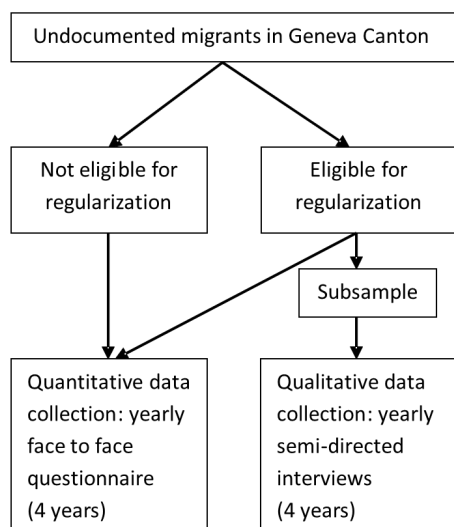 Undocumented migrants in Geneva Canton
Not eligible for
regularization
Eligible for
regularization
Subsample
Quantitative data
collection: yearly
face to face
questionnaire
(4 years)
Qualitative data
collection: yearly
semi-directed
interviews
(4 years)